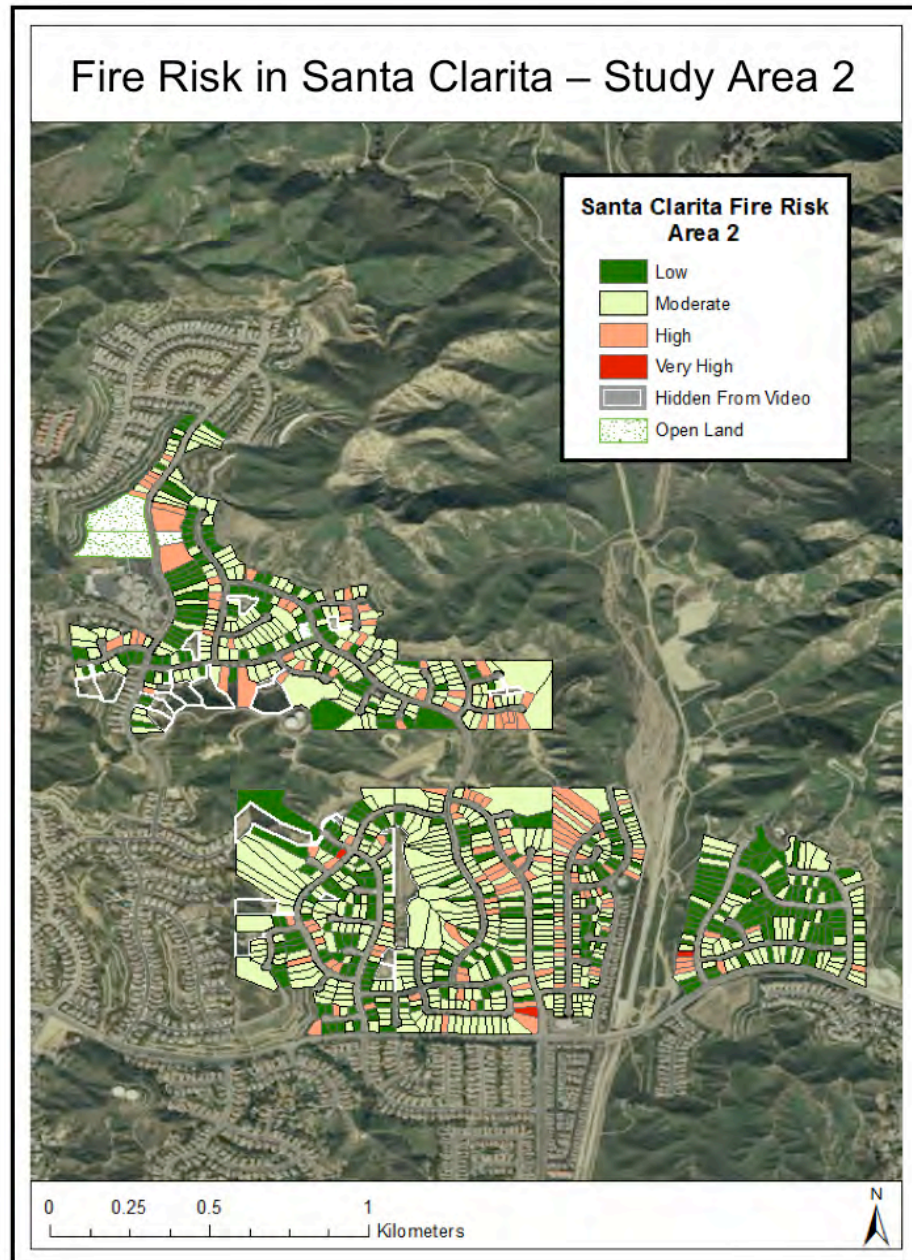 Fire Risk in Santa Clarita – Study Area 2
Santa Clarita Fire Risk
Area 2
Low
Moderate
High
Very High
Hidden From Video
Open Land
0 0.25 0.5 1
Kilometers
N